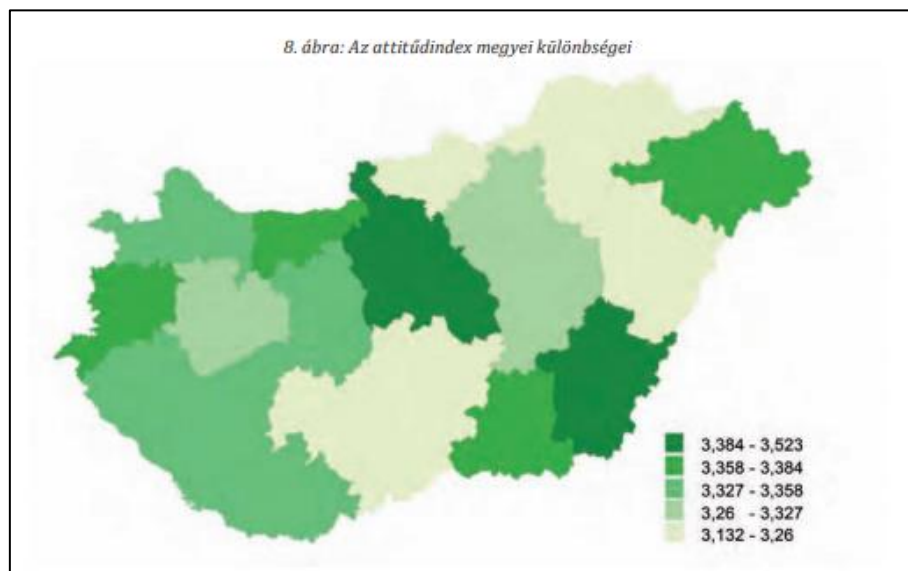 8. ábra: Az attitűdindex megyei különbségei
3,384 - 3,523
3,358 - 3,384
3,327 - 3,358
3,26 - 3,327
3,132 - 3,26